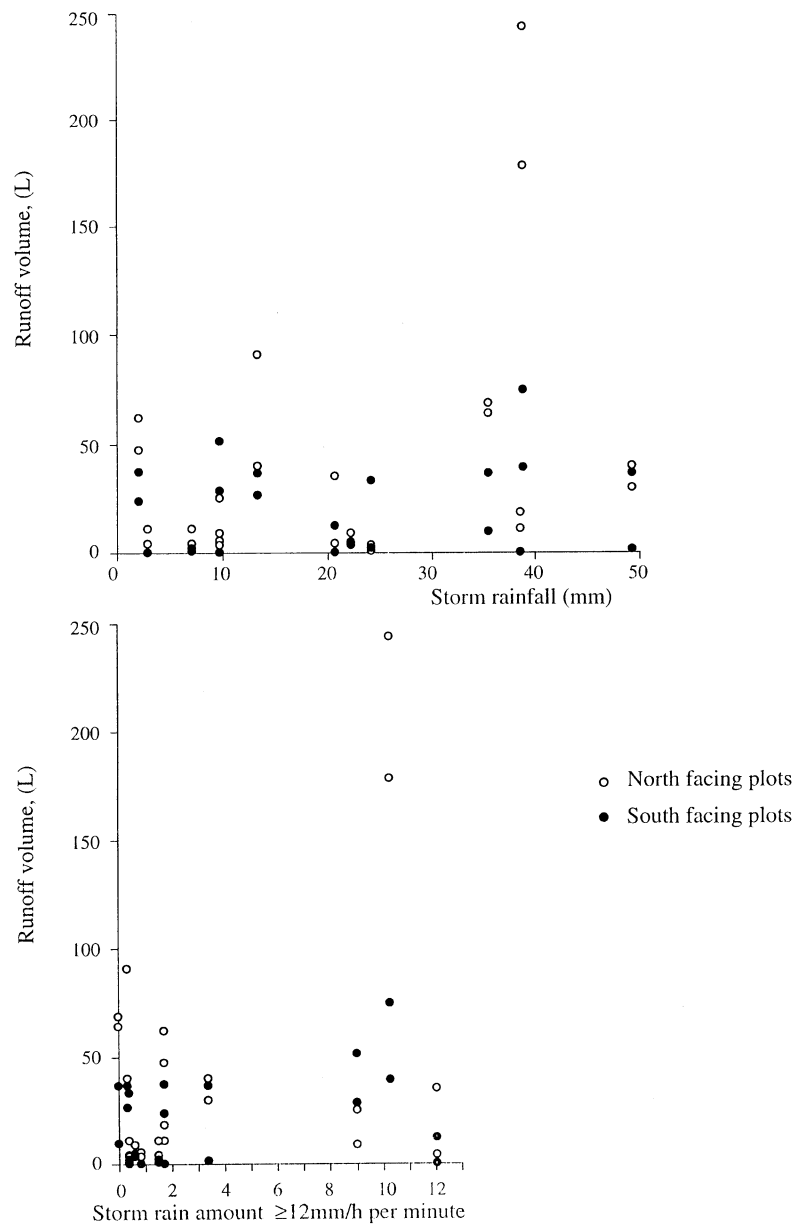 250
200
150
100
50
0
Runoff volume, (L)
0 10 20 30 40 50
Storm rainfall (mm)
250
200
150
100
50
0
Runoff volume, (L)
North facing plots
South facing plots
0 2 4 6 8 10 12
Storm rain amount ≥12mm/h per minute